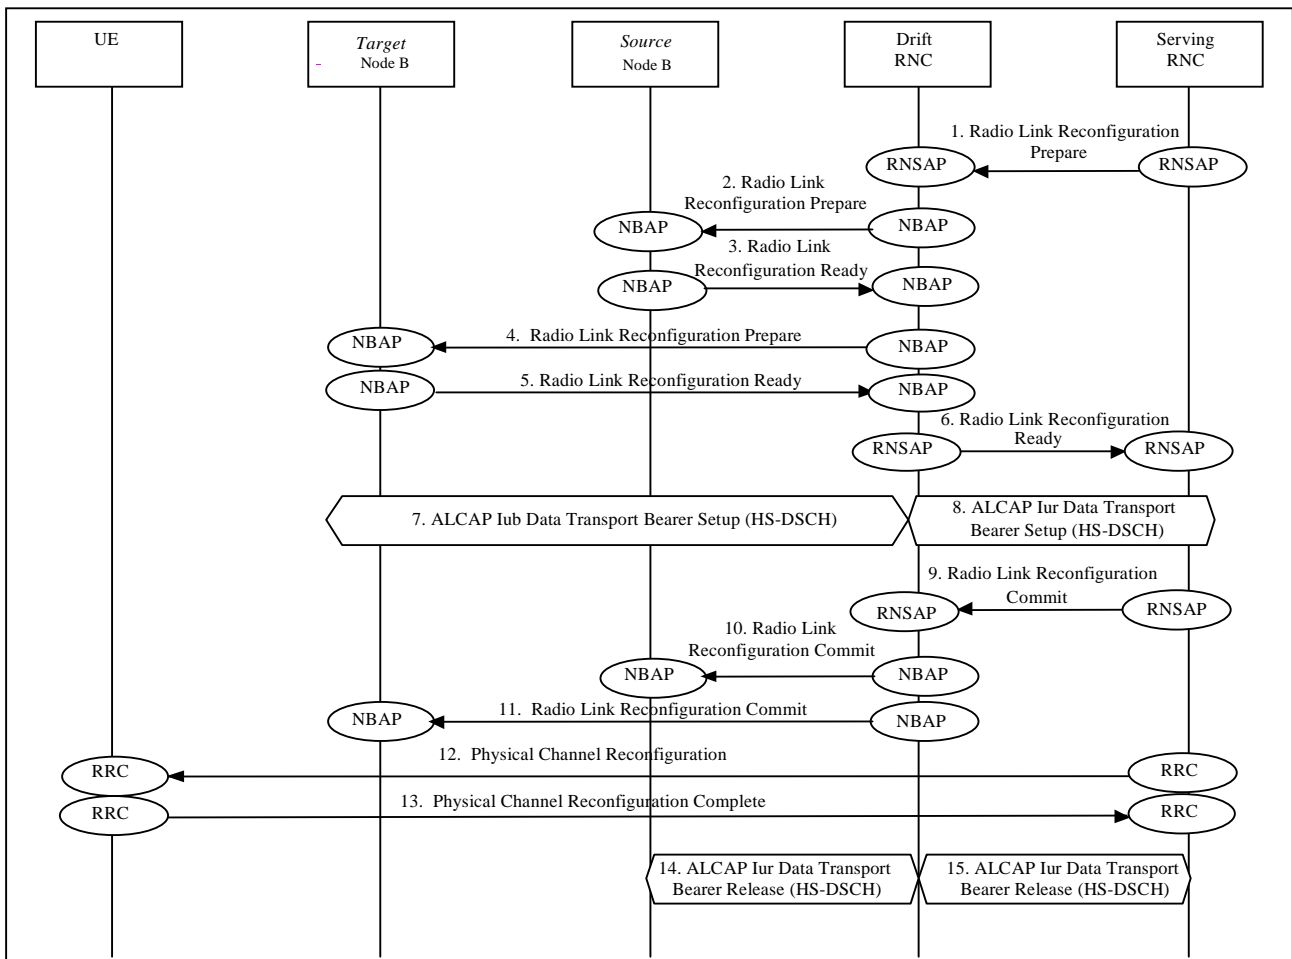 UE
Target
- Node B
Source
Node B
Drift
RNC
Serving
RNC
1. Radio Link Reconfiguration
Prepare
RNSAP
RNSAP
2. Radio Link
Reconfiguration Prepare
NBAP
NBAP
3. Radio Link
Reconfiguration Ready
NBAP
NBAP
4. Radio Link Reconfiguration Prepare
NBAP
NBAP
5. Radio Link Reconfiguration Ready
NBAP
NBAP
6. Radio Link Reconfiguration
Ready
RNSAP
RNSAP
7. ALCAP Iub Data Transport Bearer Setup (HS-DSCH)
8. ALCAP Iur Data Transport
Bearer Setup (HS-DSCH)
9. Radio Link Reconfiguration
Commit
RNSAP
RNSAP
10. Radio Link
Reconfiguration Commit
NBAP
NBAP
11. Radio Link Reconfiguration Commit
NBAP
NBAP
12. Physical Channel Reconfiguration
RRC
RRC
13. Physical Channel Reconfiguration Complete
RRC
RRC
14. ALCAP Iur Data Transport
Bearer Release (HS-DSCH)
15. ALCAP Iur Data Transport
Bearer Release (HS-DSCH)